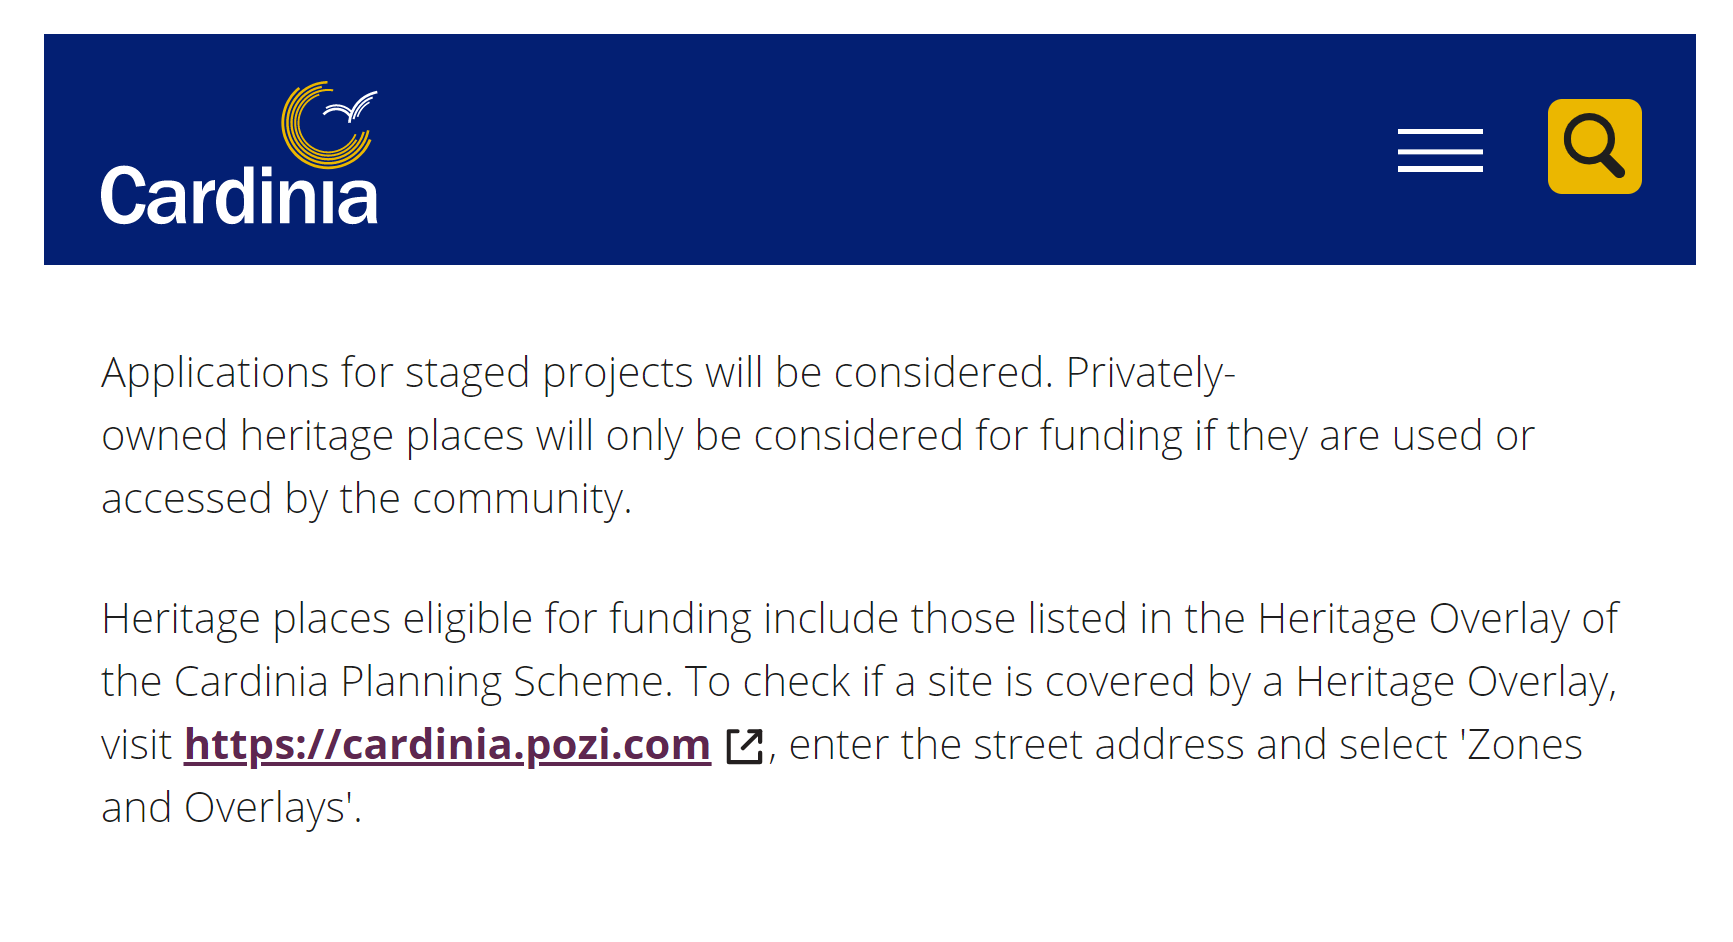 Cardinia
Applications for staged projects will be considered. Privately-
owned heritage places will only be considered for funding if they are used or
accessed by the community.
Heritage places eligible for funding include those listed in the Heritage Overlay of
the Cardinia Planning Scheme. To check if a site is covered by a Heritage Overlay,
visit https://cardinia.pozi.com , enter the street address and select 'Zones
and Overlays'.